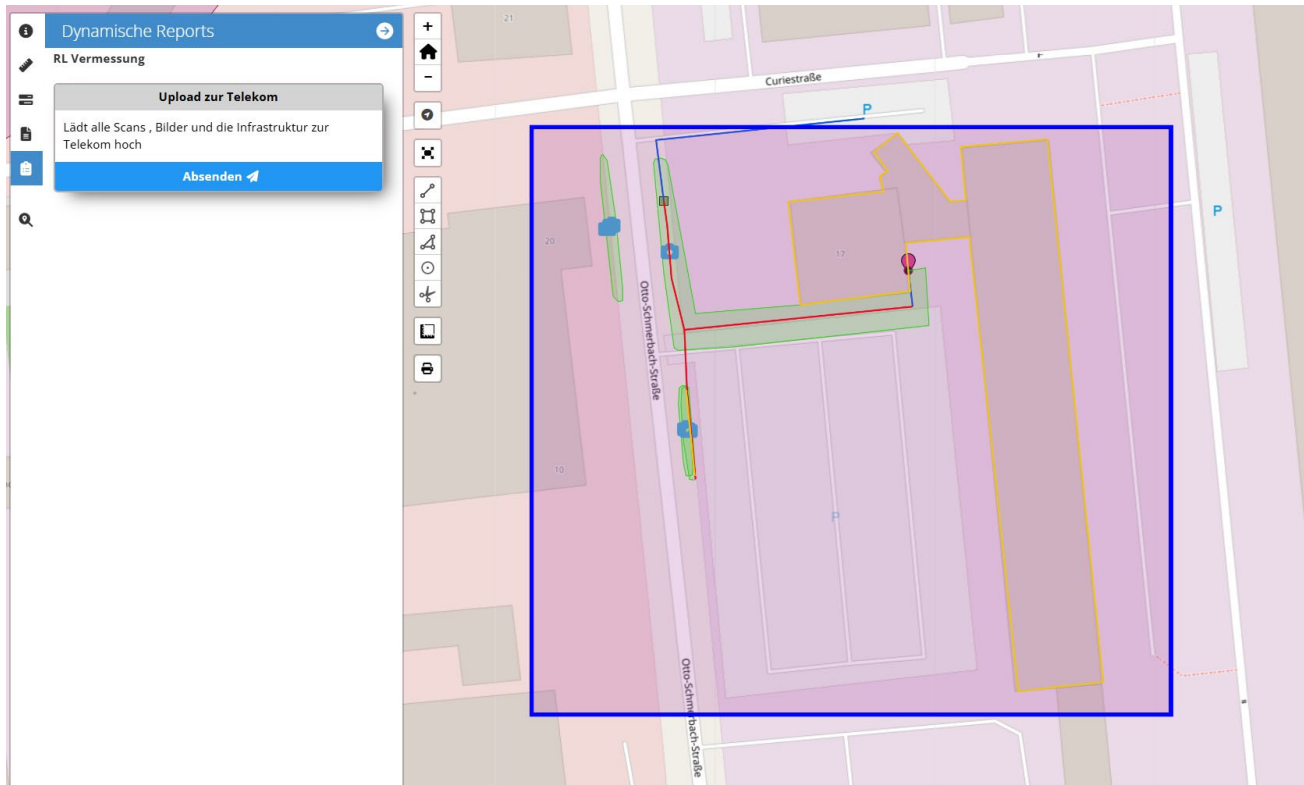 Dynamische Reports
RL Vermessung
Upload zur Telekom
Lädt alle Scans , Bilder und die Infrastruktur zur
Telekom hoch
Absenden
+
−
21
Curiestraße
P
P
20
17
Otto-Schmerbach-Straße
10
P
Otto-Schmerbach-Straße